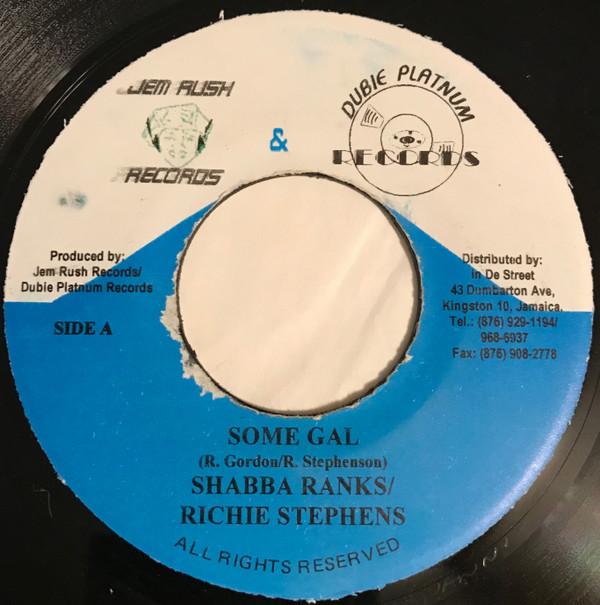 JEM RUSH
RECORDS
&
DUBIE PLATNUM
RECORDS
Produced by:
Jem Rush Records/
Dubie Platnum Records
SIDE A
Distributed by:
In De Street
43 Dumbarton Ave,
Kingston 10, Jamaica.
Tel.: (876) 929-1194/
968-6937
Fax: (876) 908-2778
SOME GAL
(R. Gordon/R. Stephenson)
SHABBA RANKS/
RICHIE STEPHENS
ALL RIGHTS RESERVED